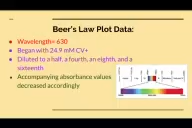 Beer's Law Plot Data:
● Wavelength= 630
● Began with 24.9 mM CV+
● Diluted to a half, a fourth, an eighth, and a
sixteenth
● Accompanying absorbance values
decreased accordingly